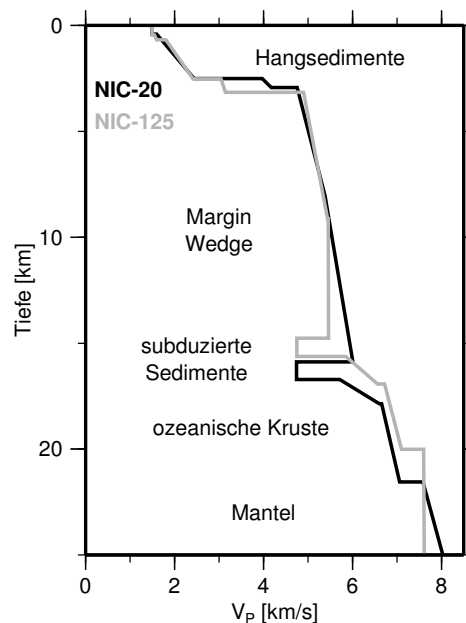 0
Hangsedimente
NIC-20
NIC-125
Margin
Wedge
10
Tiefe [km]
subduzierte
Sedimente
ozeanische Kruste
20
Mantel
0 2 4 6 8
V_P [km/s]